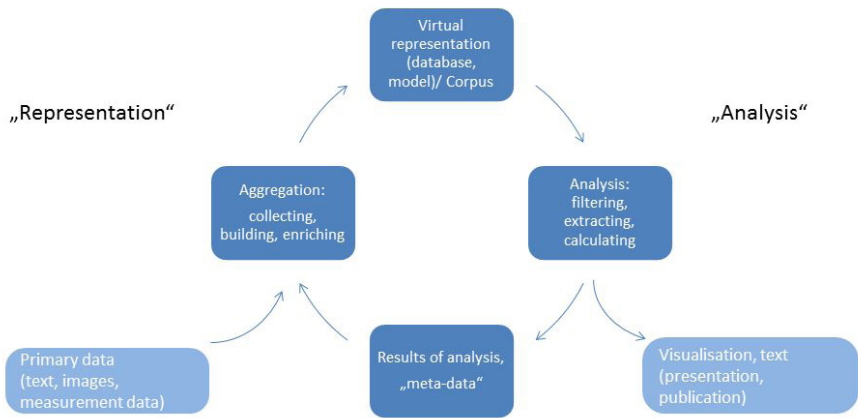 Virtual
representation
(database,
model)/ Corpus
„Representation“
„Analysis“
Aggregation:
collecting,
building, enriching
Analysis:
filtering,
extracting,
calculating
Primary data
(text, images,
measurement data)
Results of analysis,
„meta-data“
Visualisation, text
(presentation,
publication)